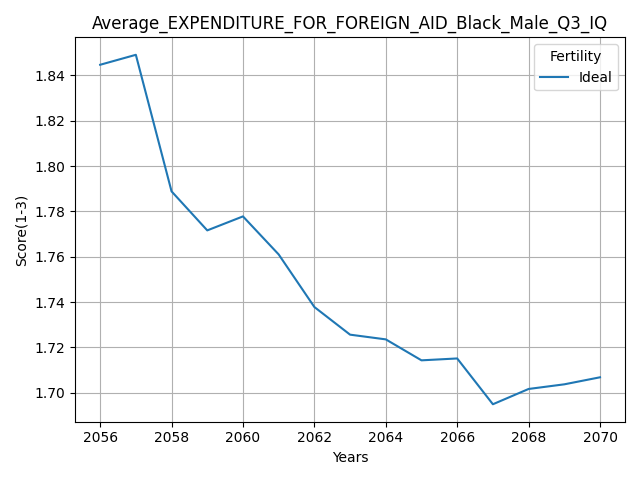 Average_EXPENDITURE_FOR_FOREIGN_AID_Black_Male_Q3_IQ
Fertility
Ideal
1.84
1.82
1.80
1.78
1.76
1.74
1.72
1.70
Score(1-3)
2056 2058 2060 2062 2064 2066 2068 2070
Years